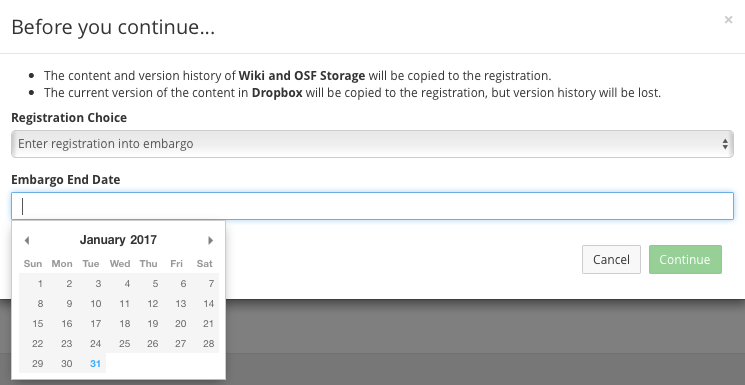 Before you continue...
×
• The content and version history of Wiki and OSF Storage will be copied to the registration.
• The current version of the content in Dropbox will be copied to the registration, but version history will be lost.
Registration Choice
Enter registration into embargo
Embargo End Date
January 2017
Sun Mon Tue Wed Thu Fri Sat
1 2 3 4 5 6 7
8 9 10 11 12 13 14
15 16 17 18 19 20 21
22 23 24 25 26 27 28
29 30 31
Cancel Continue